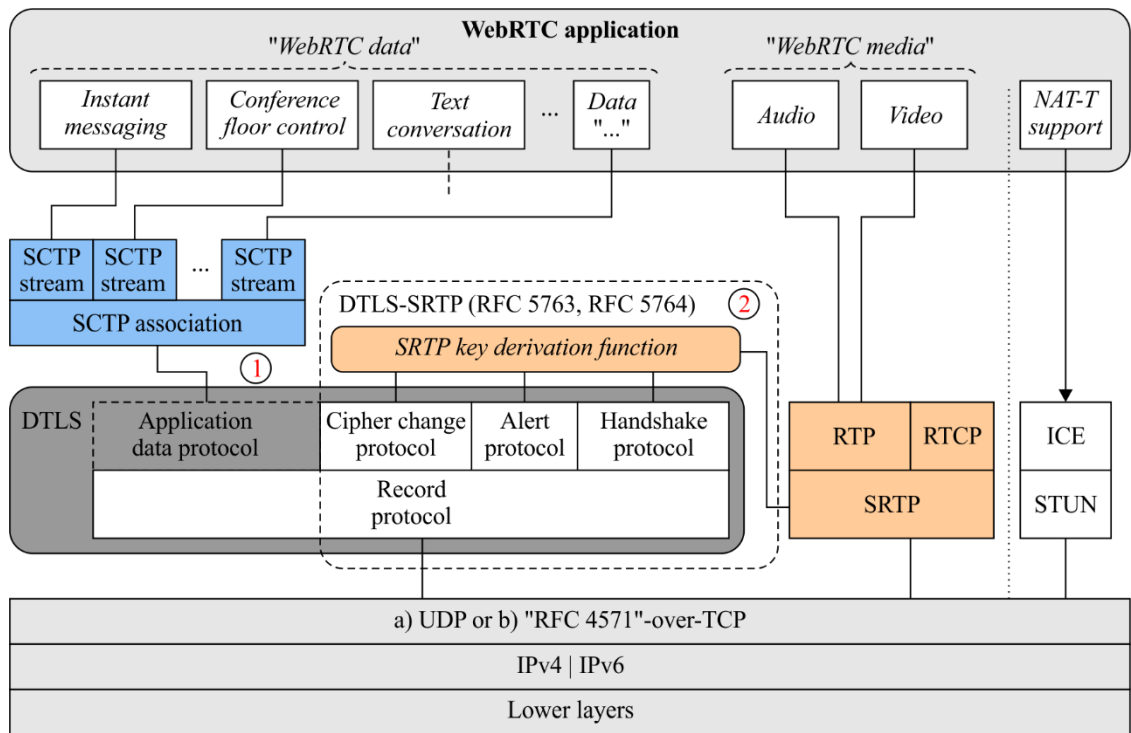 WebRTC application
"WebRTC data"
"WebRTC media"
Instant
messaging
Conference
floor control
Text
conversation
...
Data
"..."
Audio
Video
NAT-T
support
SCTP
stream
SCTP
stream
...
SCTP
stream
SCTP association
1
DTLS-SRTP (RFC 5763, RFC 5764)
2
SRTP key derivation function
DTLS
Application
data protocol
Cipher change
protocol
Alert
protocol
Handshake
protocol
Record
protocol
RTP
RTCP
SRTP
ICE
STUN
a) UDP or b) "RFC 4571"-over-TCP
IPv4 | IPv6
Lower layers